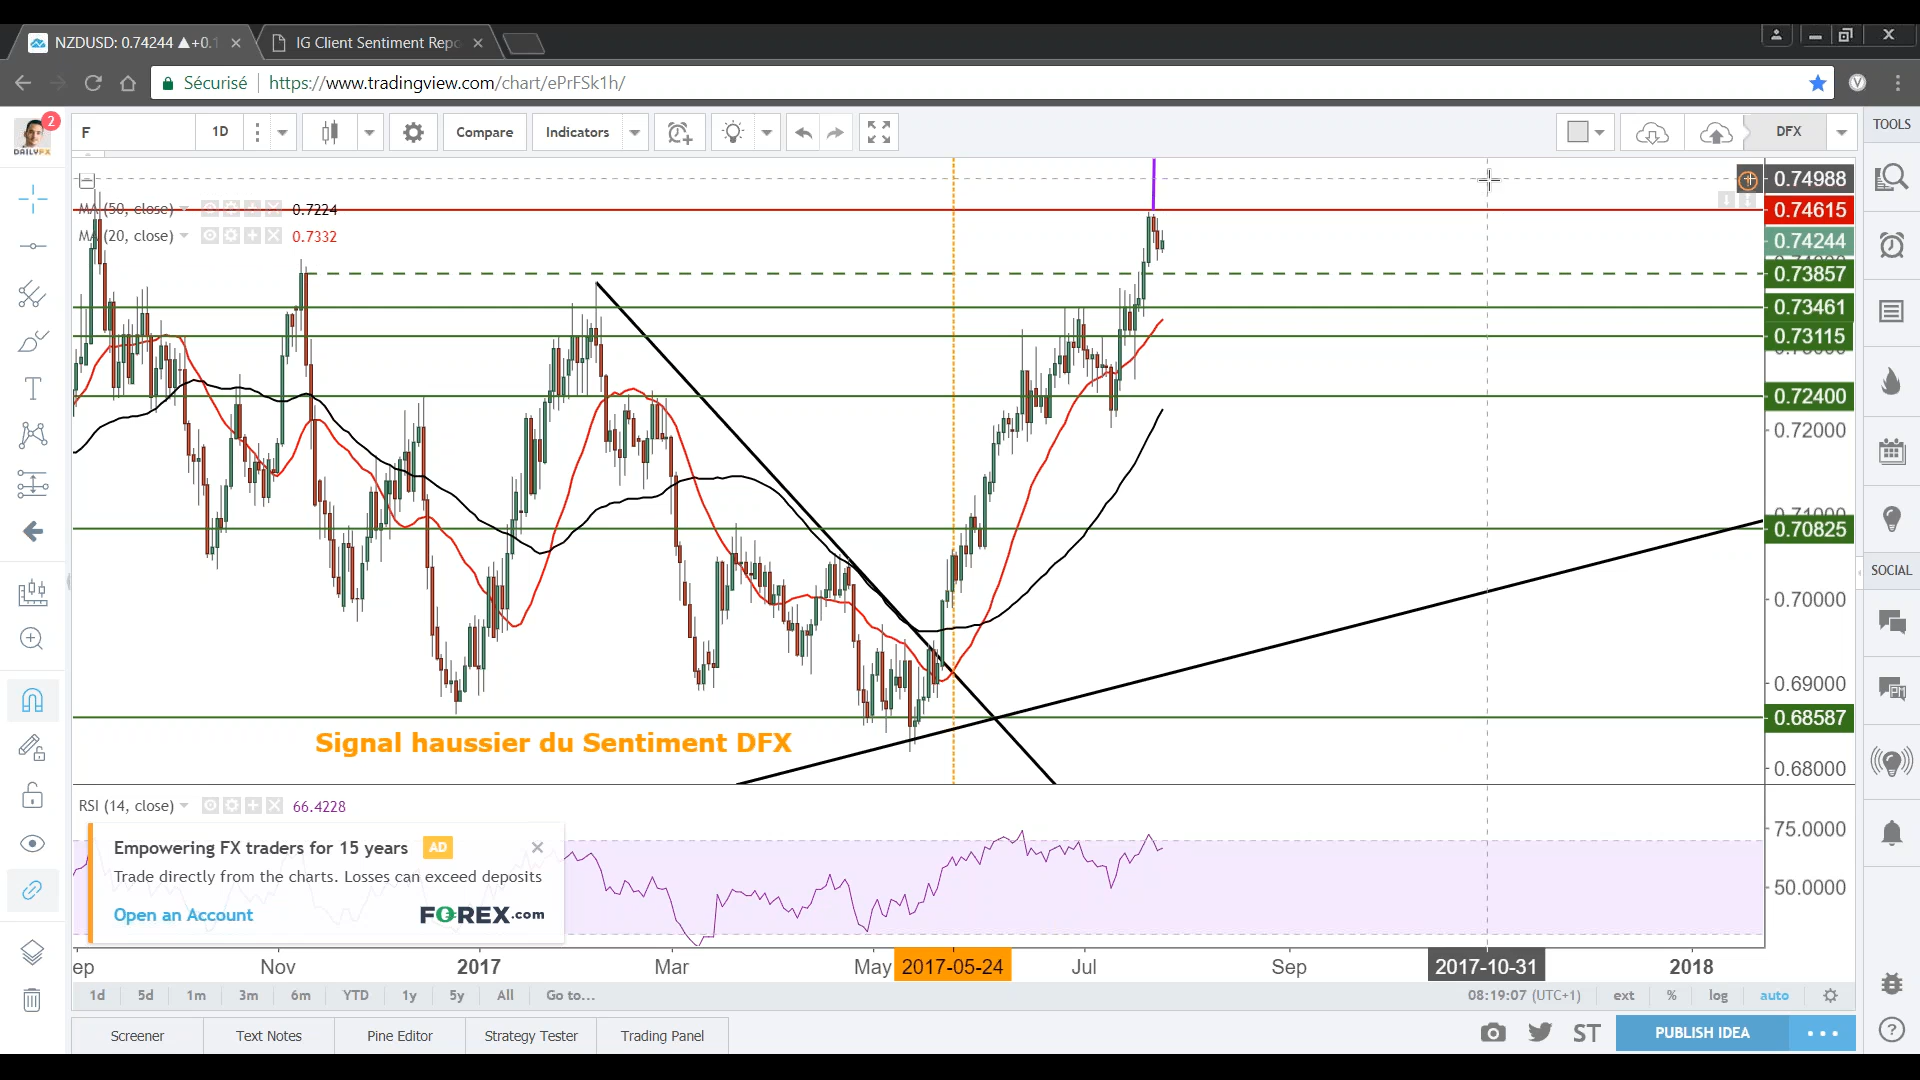 NZDUSD: 0.74244 ▲+0.1
IG Client Sentiment Repo
Sécurisé
https://www.tradingview.com/chart/ePrFSk1h/
2
DAILYFX
F
1D
Compare
Indicators
DFX
TOOLS
MA (50, close)
0.7224
MA (20, close)
0.7332
0.74988
0.74615
0.74244
0.73857
0.73461
0.73115
0.72400
0.72000
0.71000
0.70825
0.70000
0.69000
0.68587
0.68000
SOCIAL
Signal haussier du Sentiment DFX
RSI (14, close)
66.4228
75.0000
50.0000
Empowering FX traders for 15 years
AD
Trade directly from the charts. Losses can exceed deposits
Open an Account
FOREX.com
ep
Nov
2017
Mar
May
2017-05-24
Jul
Sep
2017-10-31
2018
1d
5d
1m
3m
6m
YTD
1y
5y
All
Go to...
08:19:07 (UTC+1)
ext
%
log
auto
Screener
Text Notes
Pine Editor
Strategy Tester
Trading Panel
ST
PUBLISH IDEA